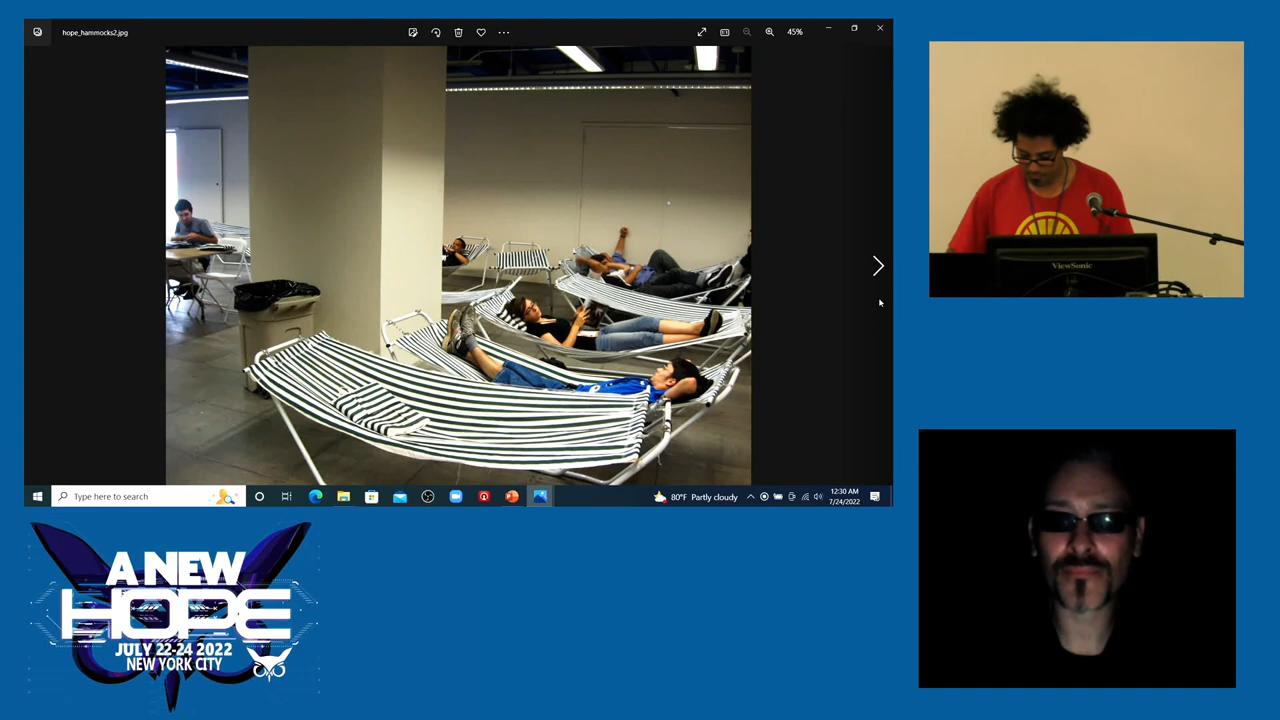 hope_hammocks2.jpg
45%
ViewSonic
Type here to search
80°F Partly cloudy
12:30 AM
7/24/2022
A NEW
HOPE
JULY 22-24 2022
NEW YORK CITY